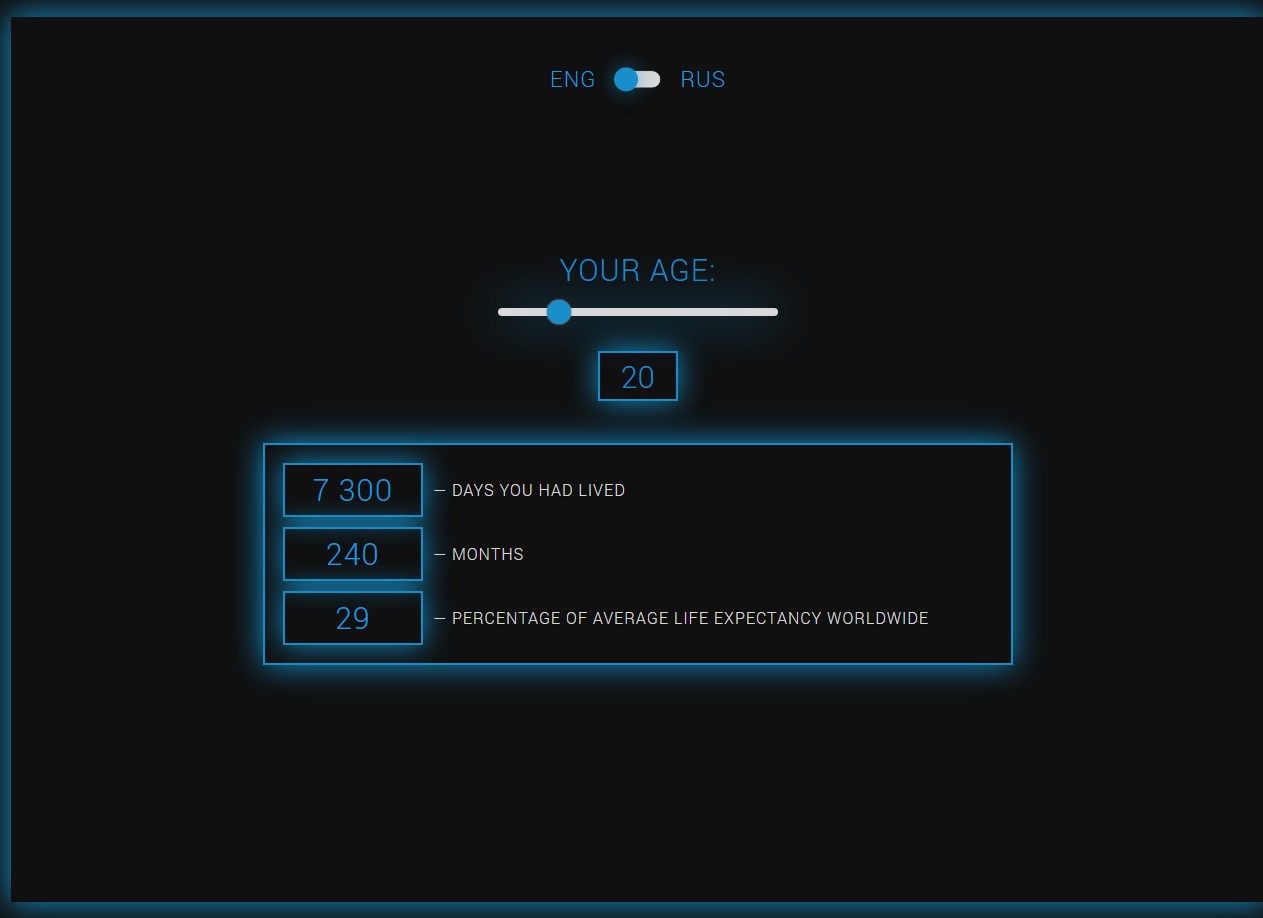 ENG RUS
YOUR AGE:
20
7 300 – DAYS YOU HAD LIVED
240 – MONTHS
29 – PERCENTAGE OF AVERAGE LIFE EXPECTANCY WORLDWIDE